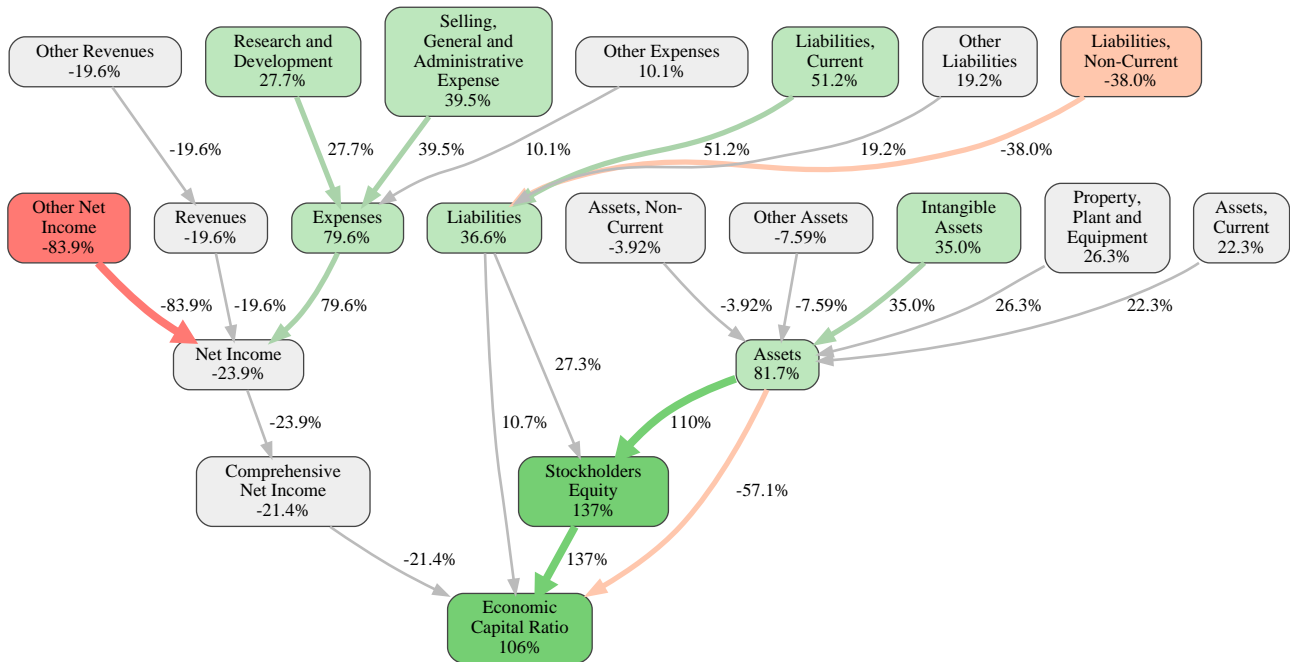 Other Revenues
-19.6%
Research and
Development
27.7%
Selling,
General and
Administrative
Expense
39.5%
Other Expenses
10.1%
Liabilities,
Current
51.2%
Other
Liabilities
19.2%
Liabilities,
Non-Current
-38.0%
-19.6%
27.7%
39.5%
10.1%
51.2%
19.2%
-38.0%
Other Net
Income
-83.9%
Revenues
-19.6%
Expenses
79.6%
Liabilities
36.6%
Assets, Non-
Current
-3.92%
Other Assets
-7.59%
Intangible
Assets
35.0%
Property,
Plant and
Equipment
26.3%
Assets,
Current
22.3%
-83.9%
-19.6%
79.6%
-3.92%
-7.59%
35.0%
26.3%
22.3%
Net Income
-23.9%
Assets
81.7%
27.3%
-23.9%
10.7%
110%
Comprehensive
Net Income
-21.4%
Stockholders
Equity
137%
-57.1%
-21.4%
137%
Economic
Capital Ratio
106%